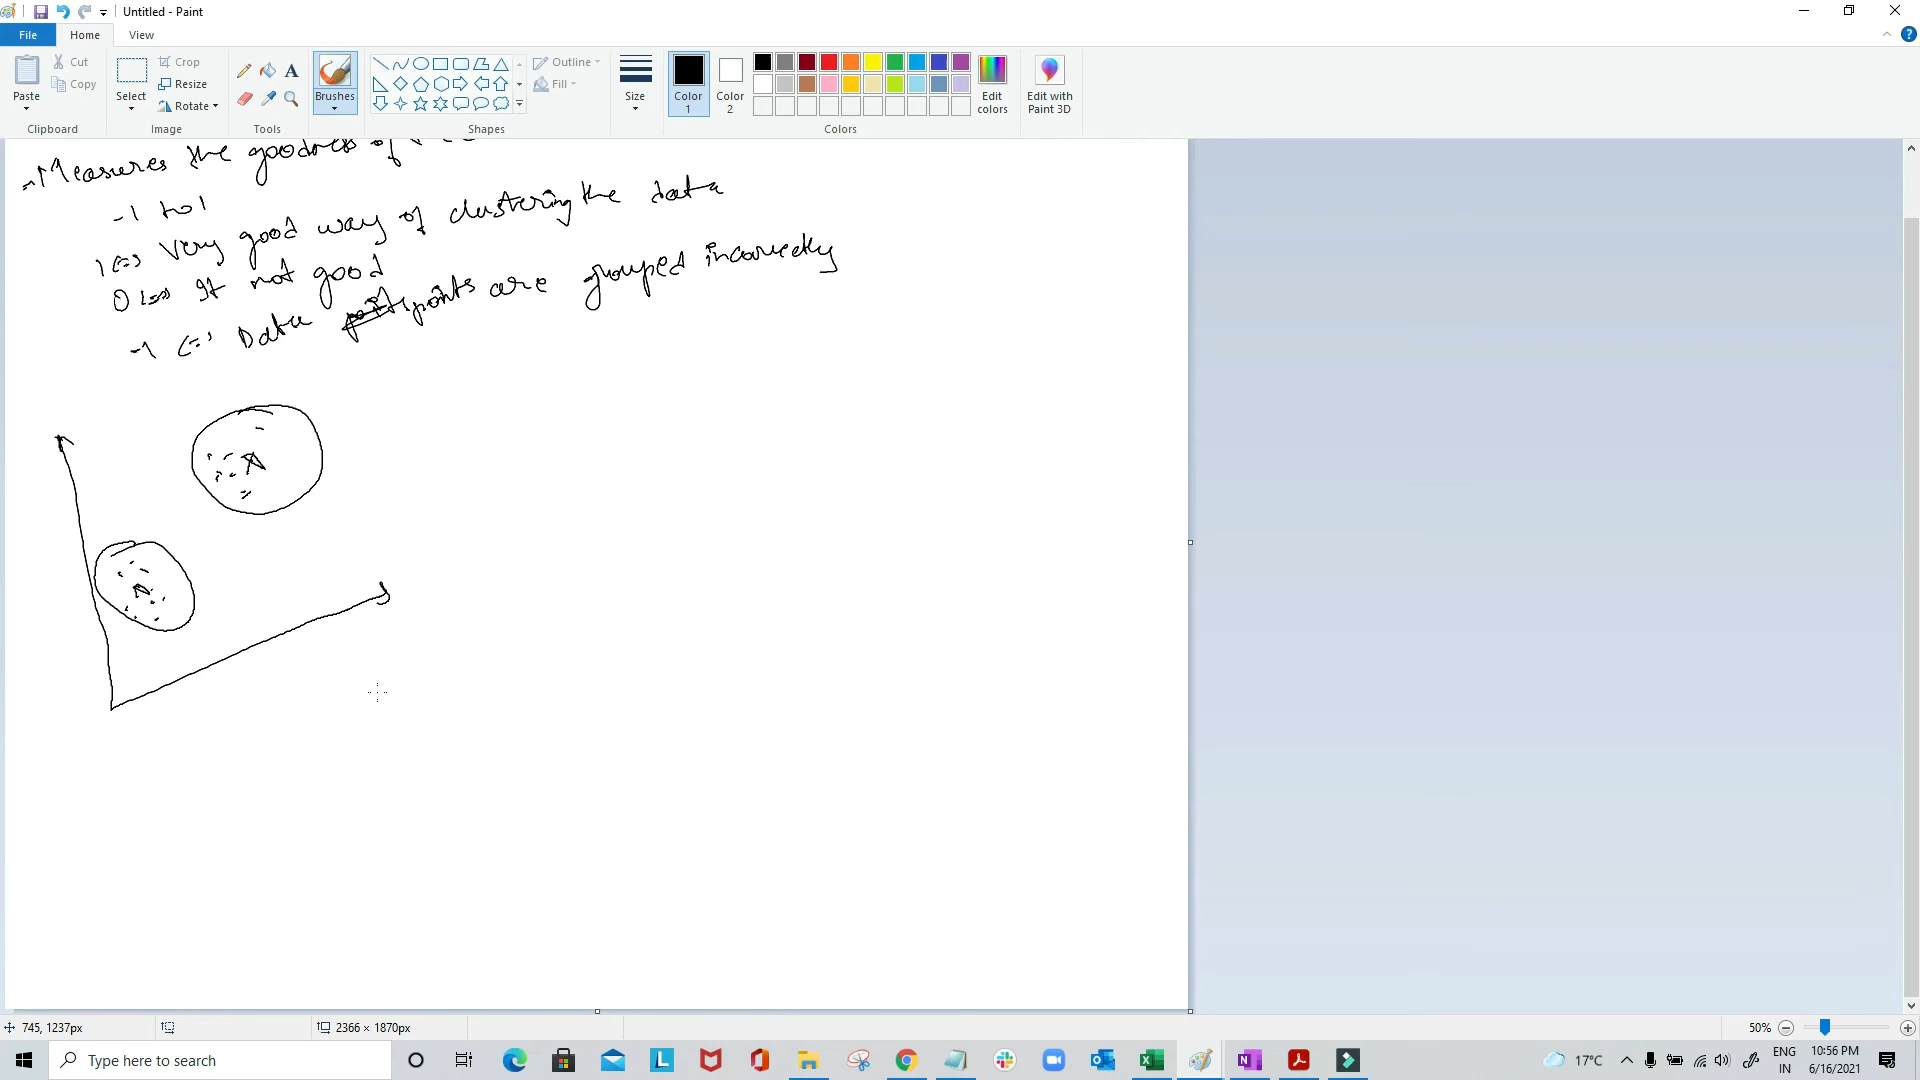 Untitled - Paint
File Home View
Paste
Cut
Copy
Clipboard
Select
Crop
Resize
Rotate
Image
Tools
Brushes
Shapes
Outline
Fill
Size
Color 1
Color 2
Edit colors
Edit with Paint 3D
Colors
Measures the goodness of
-1 to 1
1 <=> Very good way of clustering the data
0 It not good
-1 <=> Data points are grouped incorrectly
745, 1237px
2366 × 1870px
50%
Type here to search
17°C
ENG
IN
10:56 PM
6/16/2021